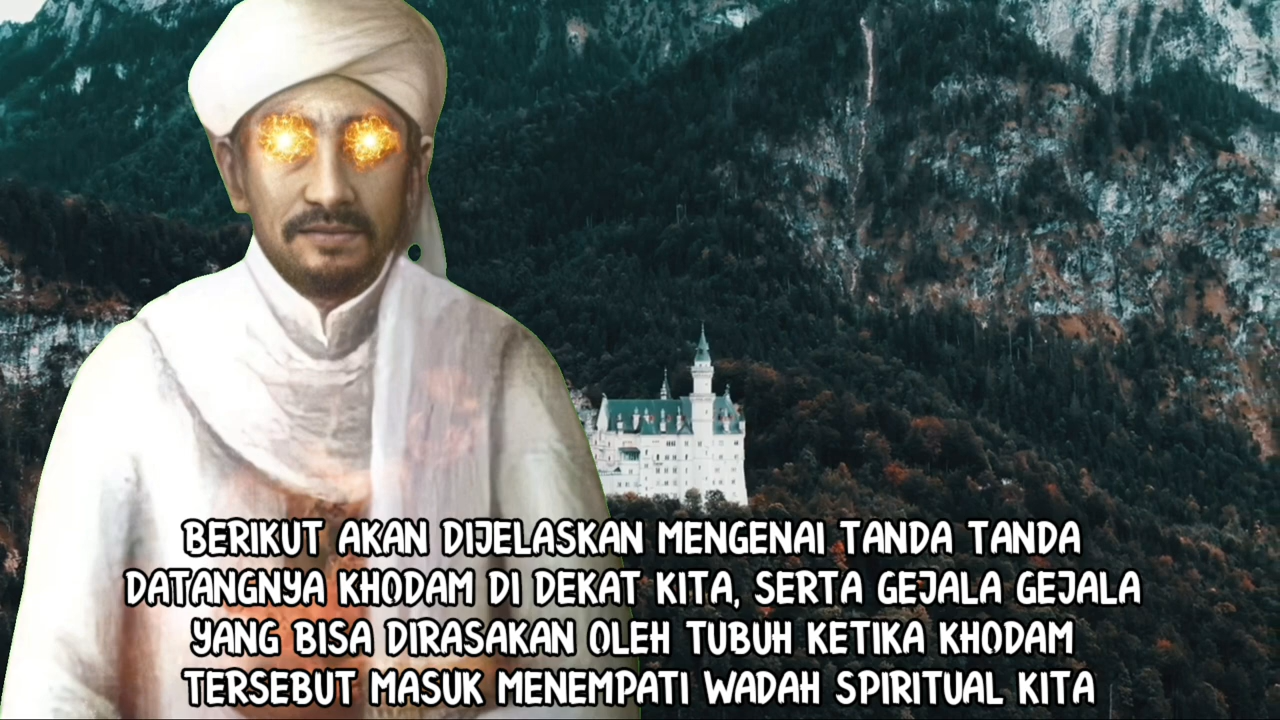 BERIKUT AKAN DIJELASKAN MENGENAI TANDA TANDA
DATANGNYA KHODAM DI DEKAT KITA, SERTA GEJALA GEJALA
YANG BISA DIRASAKAN OLEH TUBUH KETIKA KHODAM
TERSEBUT MASUK MENEMPATI WADAH SPIRITUAL KITA